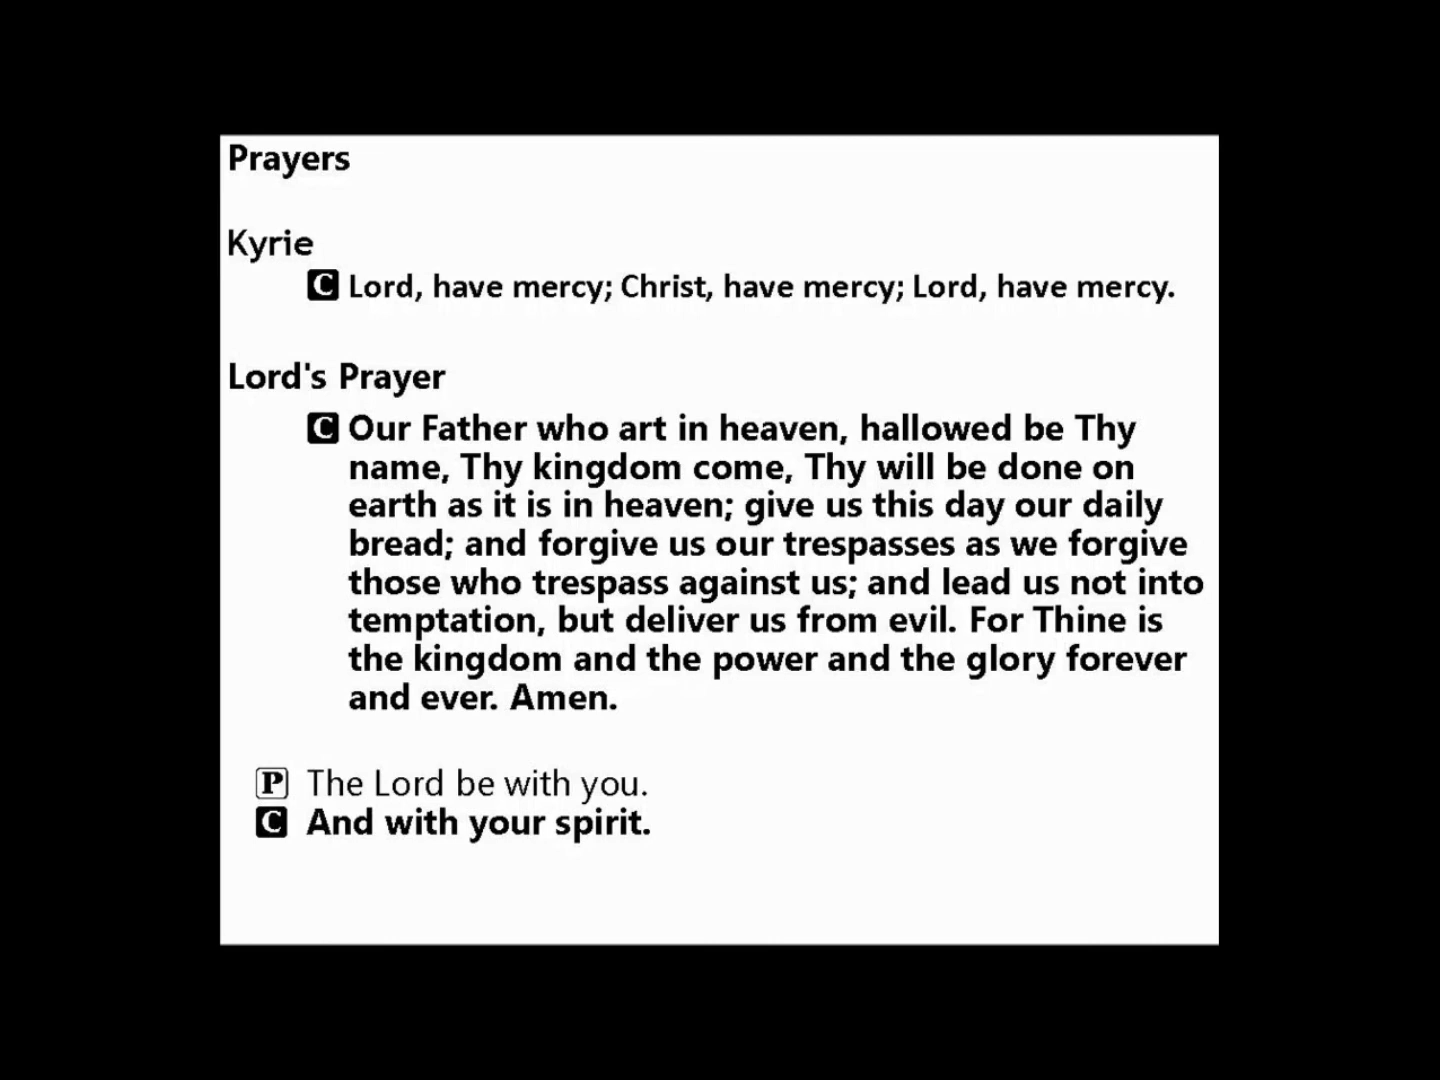 Prayers
Kyrie
C Lord, have mercy; Christ, have mercy; Lord, have mercy.
Lord's Prayer
C Our Father who art in heaven, hallowed be Thy
name, Thy kingdom come, Thy will be done on
earth as it is in heaven; give us this day our daily
bread; and forgive us our trespasses as we forgive
those who trespass against us; and lead us not into
temptation, but deliver us from evil. For Thine is
the kingdom and the power and the glory forever
and ever. Amen.
P The Lord be with you.
C And with your spirit.